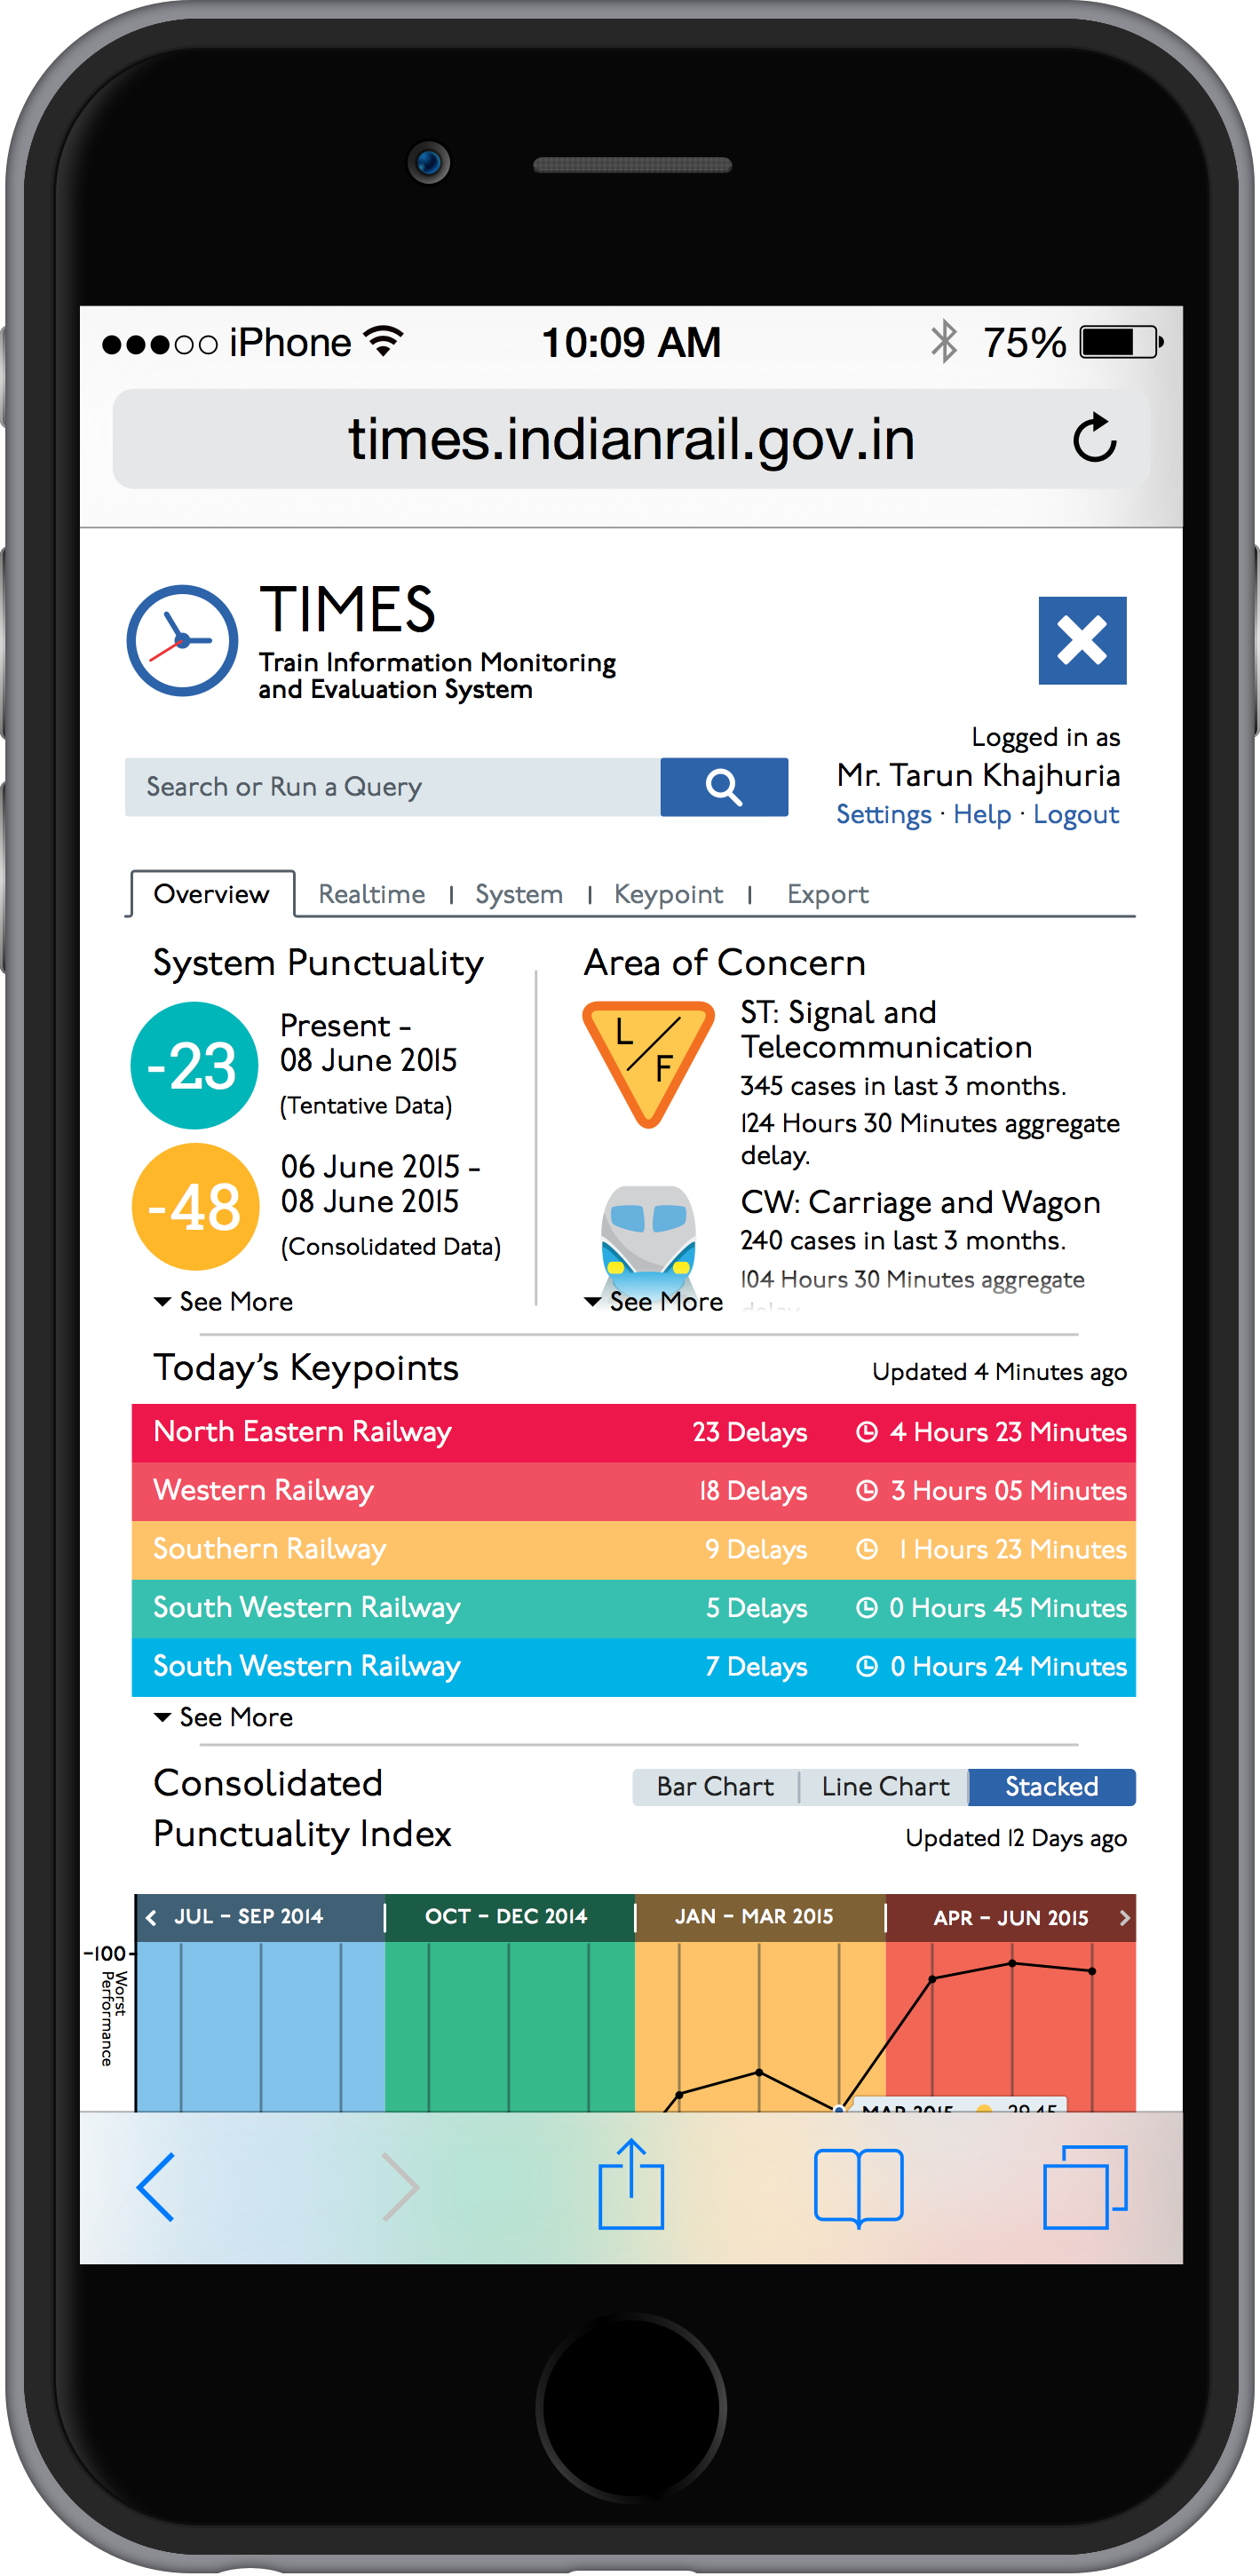 iPhone
10:09 AM
75%
times.indianrail.gov.in
TIMES
Train Information Monitoring
and Evaluation System
Logged in as
Mr. Tarun Khajhuria
Settings · Help · Logout
Search or Run a Query
Overview
Realtime | System | Keypoint | Export
System Punctuality
-23
Present -
08 June 2015
(Tentative Data)
-48
06 June 2015 -
08 June 2015
(Consolidated Data)
See More
Area of Concern
L/F
ST: Signal and
Telecommunication
345 cases in last 3 months.
124 Hours 30 Minutes aggregate
delay.
CW: Carriage and Wagon
240 cases in last 3 months.
104 Hours 30 Minutes aggregate
See More
Today's Keypoints
Updated 4 Minutes ago
North Eastern Railway 23 Delays 4 Hours 23 Minutes
Western Railway 18 Delays 3 Hours 05 Minutes
Southern Railway 9 Delays 1 Hours 23 Minutes
South Western Railway 5 Delays 0 Hours 45 Minutes
South Western Railway 7 Delays 0 Hours 24 Minutes
See More
Consolidated
Punctuality Index
Bar Chart | Line Chart | Stacked
Updated 12 Days ago
JUL – SEP 2014
OCT – DEC 2014
JAN – MAR 2015
APR – JUN 2015
-100
Worst
Performance
MAR 2015